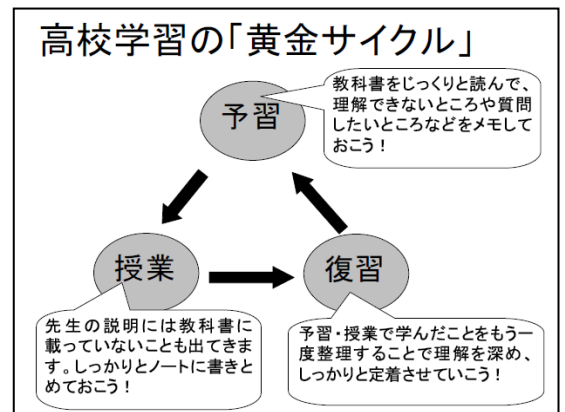 高校学習の「黄金サイクル」
教科書をじっくりと読んで、
理解できないところや質問
したいところなどをメモして
おこう！
予習
授業
復習
先生の説明には教科書に
載っていないことも出てきま
す。しっかりとノートに書きと
めておこう！
予習・授業で学んだことをもう一
度整理することで理解を深め、
しっかりと定着させていこう！